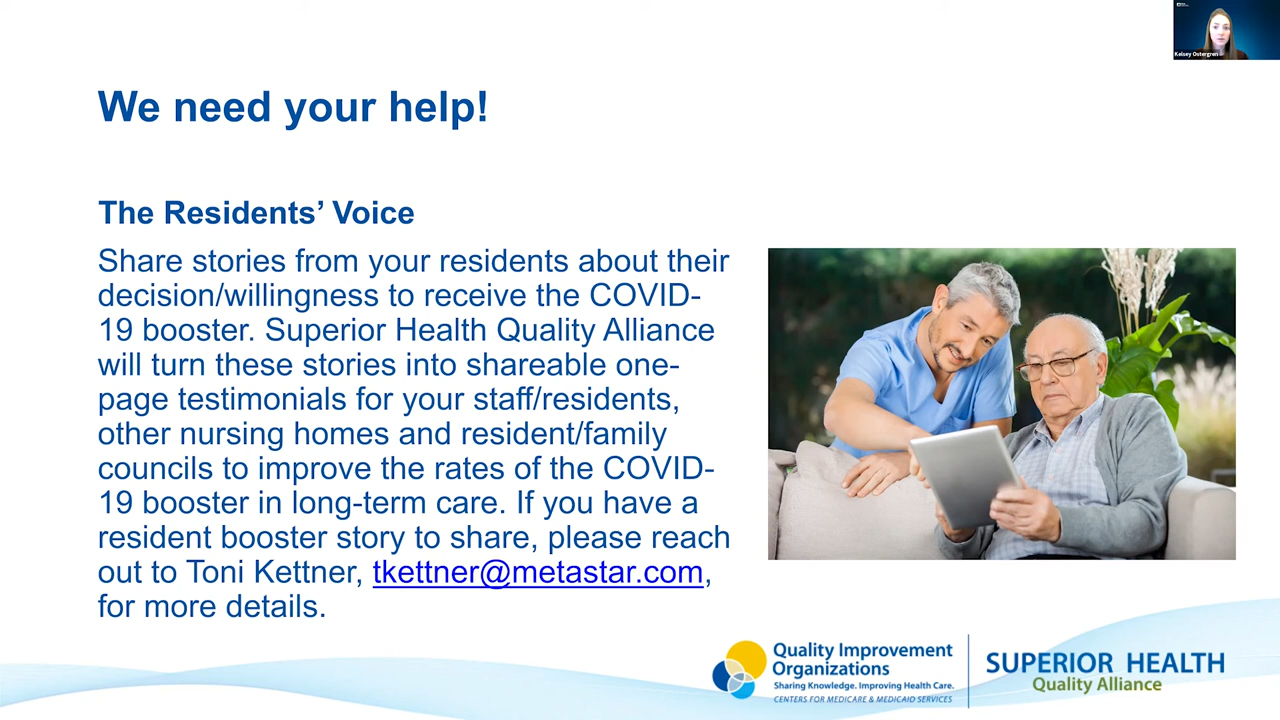 Kelsey Ostergren
We need your help!
The Residents’ Voice
Share stories from your residents about their
decision/willingness to receive the COVID-
19 booster. Superior Health Quality Alliance
will turn these stories into shareable one-
page testimonials for your staff/residents,
other nursing homes and resident/family
councils to improve the rates of the COVID-
19 booster in long-term care. If you have a
resident booster story to share, please reach
out to Toni Kettner, tkettner@metastar.com,
for more details.
Quality Improvement
Organizations
Sharing Knowledge. Improving Health Care.
CENTERS FOR MEDICARE & MEDICAID SERVICES
SUPERIOR HEALTH
Quality Alliance